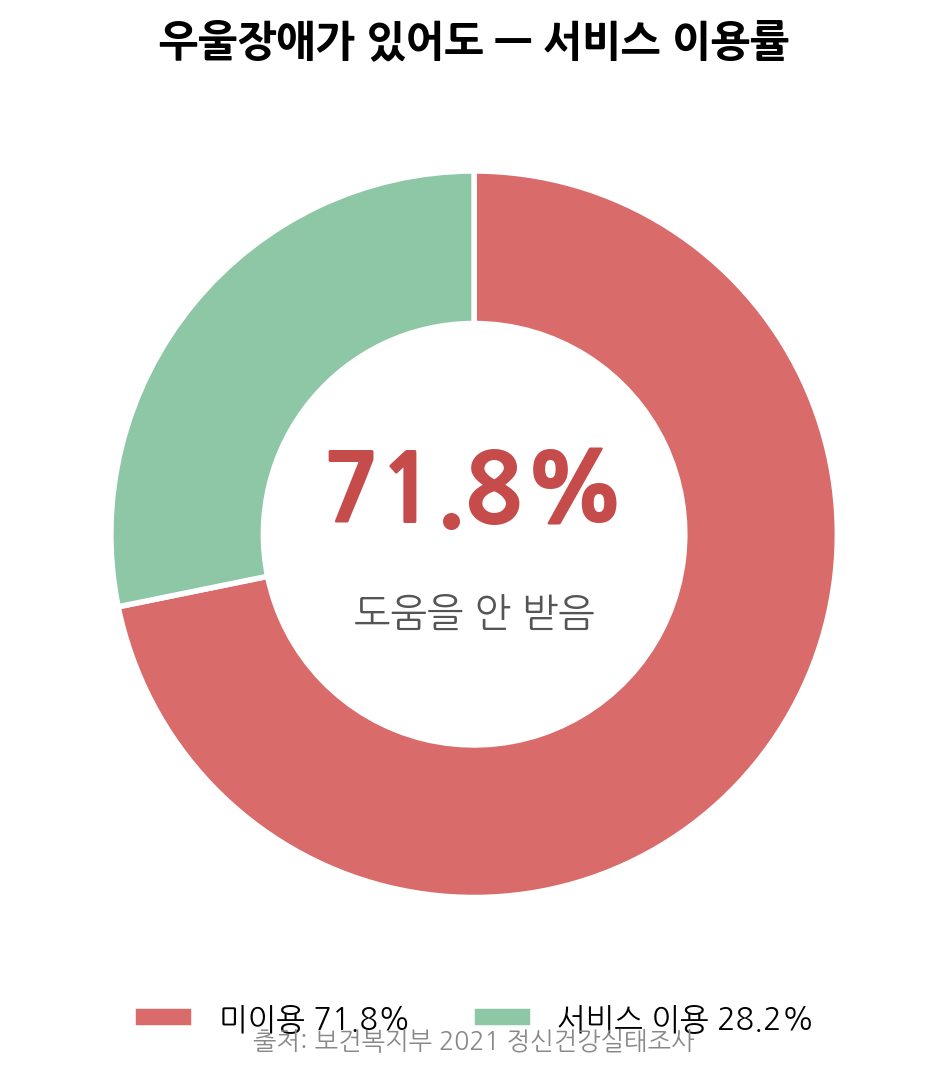 우울장애가 있어도 — 서비스 이용률
71.8%
도움을 안 받음
미이용 71.8%
서비스 이용 28.2%
출처: 보건복지부 2021 정신건강실태조사